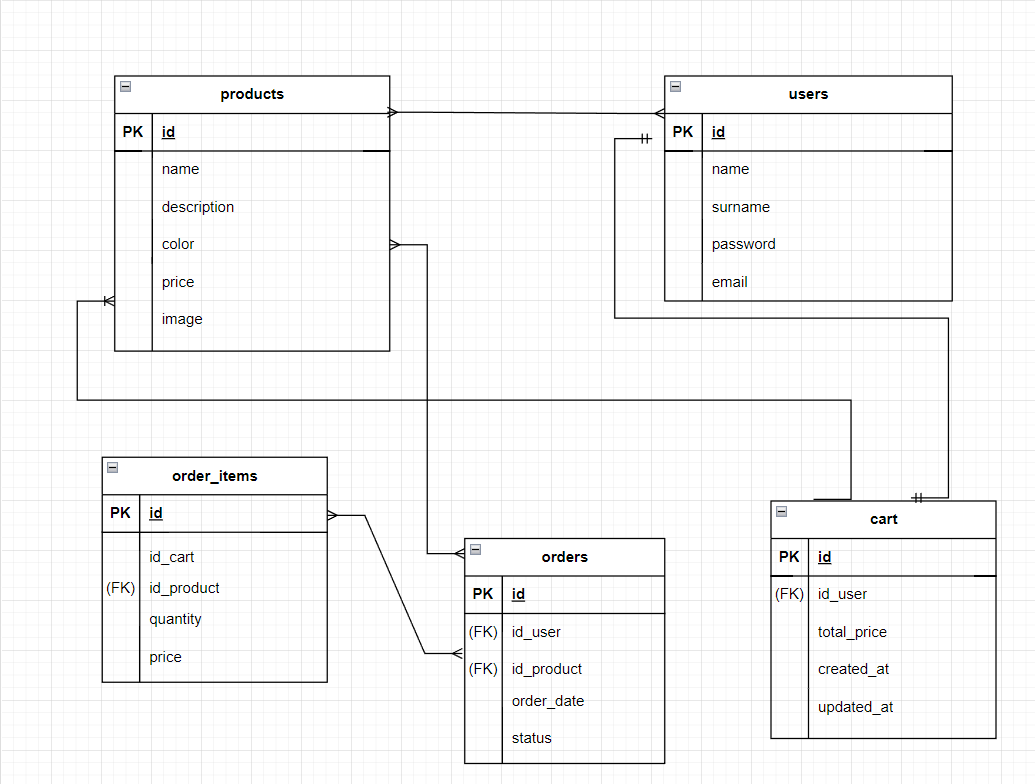 products
PK id
name
description
color
price
image
users
PK id
name
surname
password
email
order_items
PK id
id_cart
(FK) id_product
quantity
price
orders
PK id
(FK) id_user
(FK) id_product
order_date
status
cart
PK id
(FK) id_user
total_price
created_at
updated_at